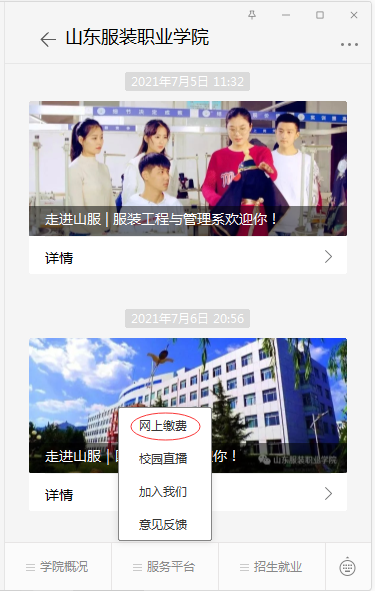 山东服装职业学院
2021年7月5日 11:32
走进山服 | 服装工程与管理系欢迎你！
详情
2021年7月6日 20:56
走进山服 |
你！
山东服装职业学院
详情
网上缴费
校园直播
加入我们
意见反馈
学院概况
服务平台
招生就业